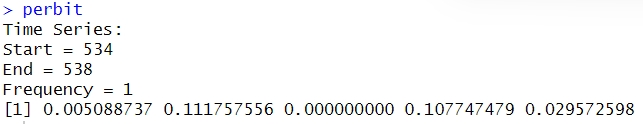 > perbit
Time Series:
Start = 534
End = 538
Frequency = 1
[1] 0.005088737 0.111757556 0.000000000 0.107747479 0.029572598